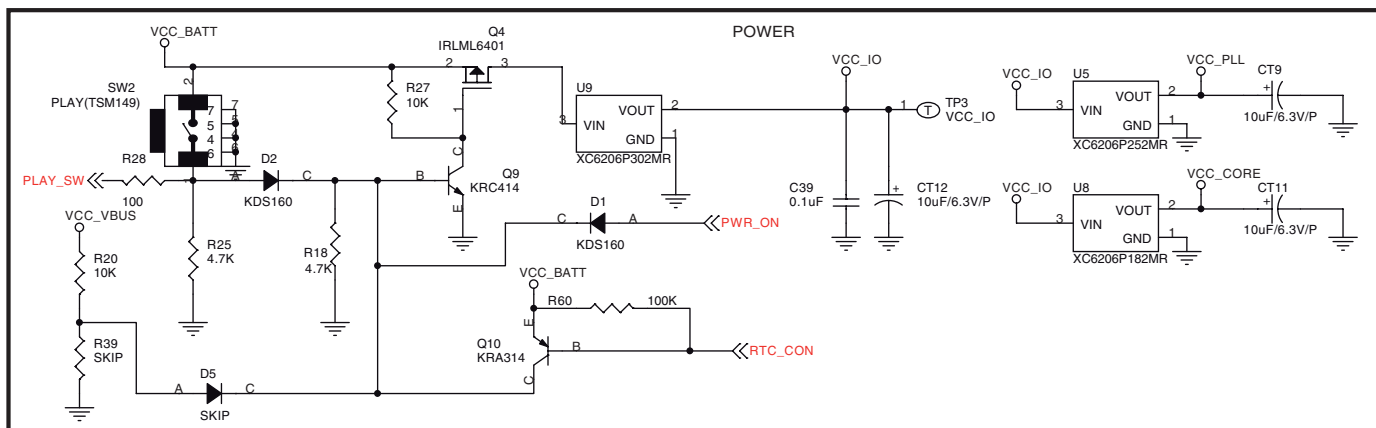 POWER
VCC_BATT
SW2
PLAY(TSM149)
2
7
5
4
6
7
5
4
6
1
R28
100
PLAY_SW
A
D2
C
KDS160
R27
10K
Q4
IRLML6401
2
3
1
C
B
E
Q9
KRC414
U9
3
VIN
VOUT
2
GND
1
XC6206P302MR
VCC_IO
1
T
TP3
VCC_IO
C39
0.1uF
+
CT12
10uF/6.3V/P
VCC_IO
U5
3
VIN
VOUT
2
GND
1
XC6206P252MR
VCC_PLL
CT9
+
10uF/6.3V/P
VCC_IO
U8
3
VIN
VOUT
2
GND
1
XC6206P182MR
VCC_CORE
CT11
+
10uF/6.3V/P
VCC_VBUS
R20
10K
R39
SKIP
R25
4.7K
R18
4.7K
C
D1
A
KDS160
PWR_ON
VCC_BATT
R60
100K
E
Q10
KRA314
B
C
RTC_CON
A
D5
C
SKIP